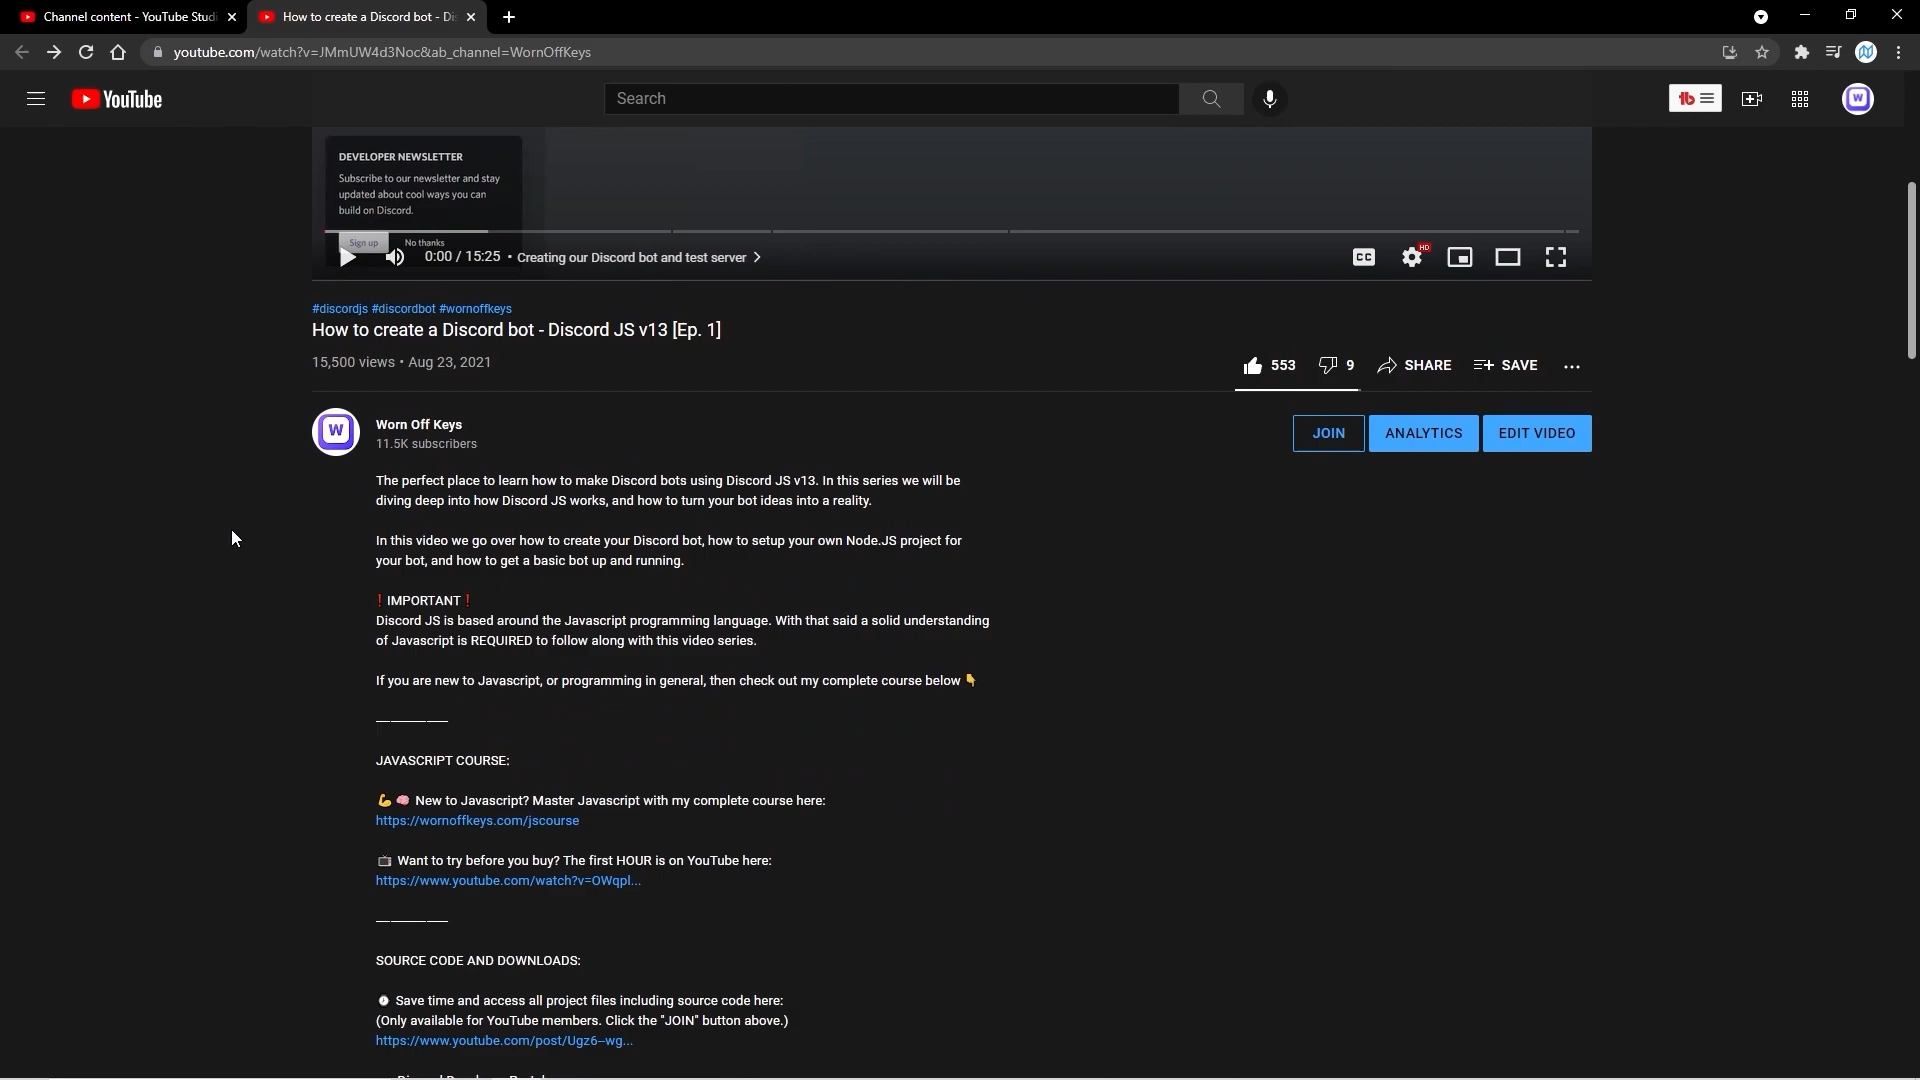 Channel content - YouTube Studi
How to create a Discord bot - Dis
youtube.com/watch?v=JMmUW4d3Noc&ab_channel=WornOffKeys
YouTube
Search
W
DEVELOPER NEWSLETTER
Subscribe to our newsletter and stay
updated about cool ways you can
build on Discord.
Sign up
No thanks
0:00 / 15:25 • Creating our Discord bot and test server
CC
HD
#discordjs #discordbot #wornoffkeys
How to create a Discord bot - Discord JS v13 [Ep. 1]
15,500 views • Aug 23, 2021
553
9
SHARE
SAVE
W
Worn Off Keys
11.5K subscribers
JOIN
ANALYTICS
EDIT VIDEO
The perfect place to learn how to make Discord bots using Discord JS v13. In this series we will be
diving deep into how Discord JS works, and how to turn your bot ideas into a reality.
In this video we go over how to create your Discord bot, how to setup your own Node.JS project for
your bot, and how to get a basic bot up and running.
❗IMPORTANT❗
Discord JS is based around the Javascript programming language. With that said a solid understanding
of Javascript is REQUIRED to follow along with this video series.
If you are new to Javascript, or programming in general, then check out my complete course below 👇
JAVASCRIPT COURSE:
💪🧠 New to Javascript? Master Javascript with my complete course here:
https://wornoffkeys.com/jscourse
📺 Want to try before you buy? The first HOUR is on YouTube here:
https://www.youtube.com/watch?v=OWqpl...
SOURCE CODE AND DOWNLOADS:
Save time and access all project files including source code here:
(Only available for YouTube members. Click the "JOIN" button above.)
https://www.youtube.com/post/Ugz6--wg...